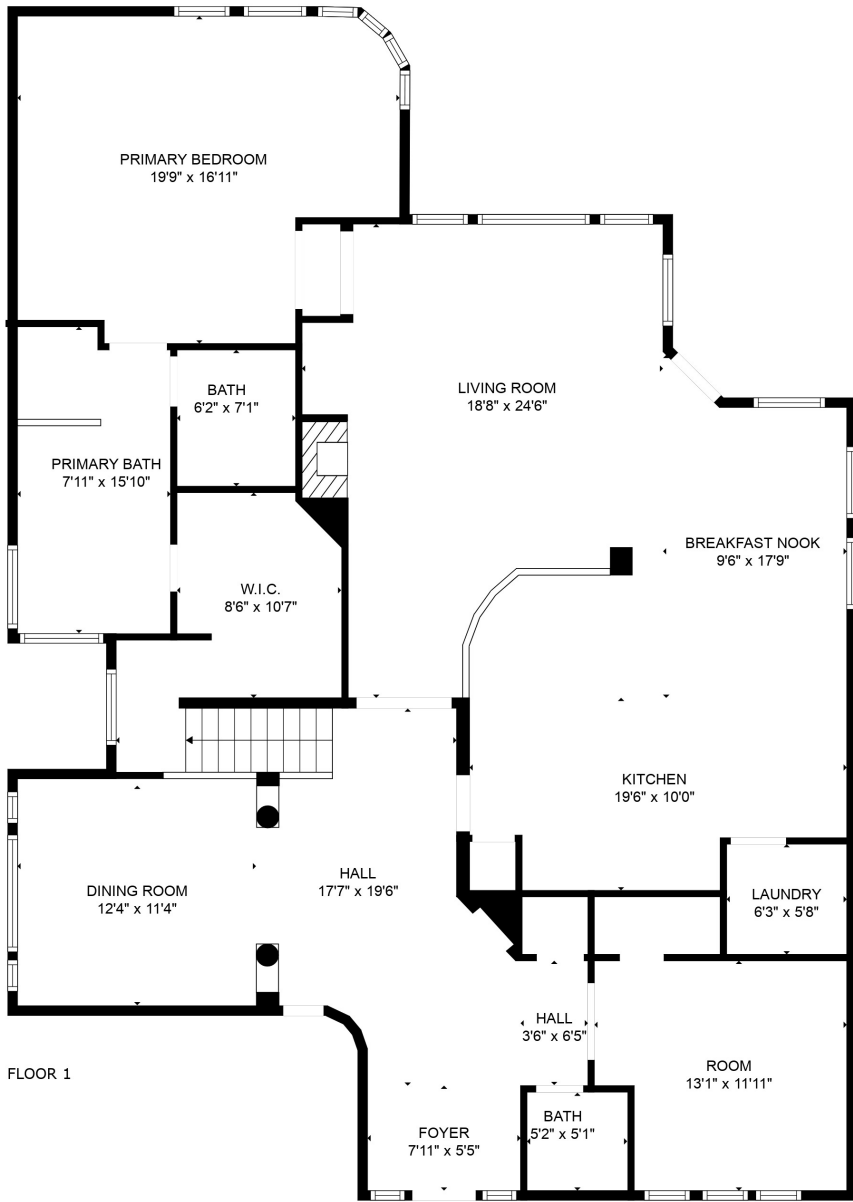 PRIMARY BEDROOM
19'9" x 16'11"
BATH
6'2" x 7'1"
LIVING ROOM
18'8" x 24'6"
PRIMARY BATH
7'11" x 15'10"
BREAKFAST NOOK
9'6" x 17'9"
W.I.C.
8'6" x 10'7"
KITCHEN
19'6" x 10'0"
HALL
17'7" x 19'6"
DINING ROOM
12'4" x 11'4"
LAUNDRY
6'3" x 5'8"
HALL
3'6" x 6'5"
FLOOR 1
ROOM
13'1" x 11'11"
BATH
5'2" x 5'1"
FOYER
7'11" x 5'5"